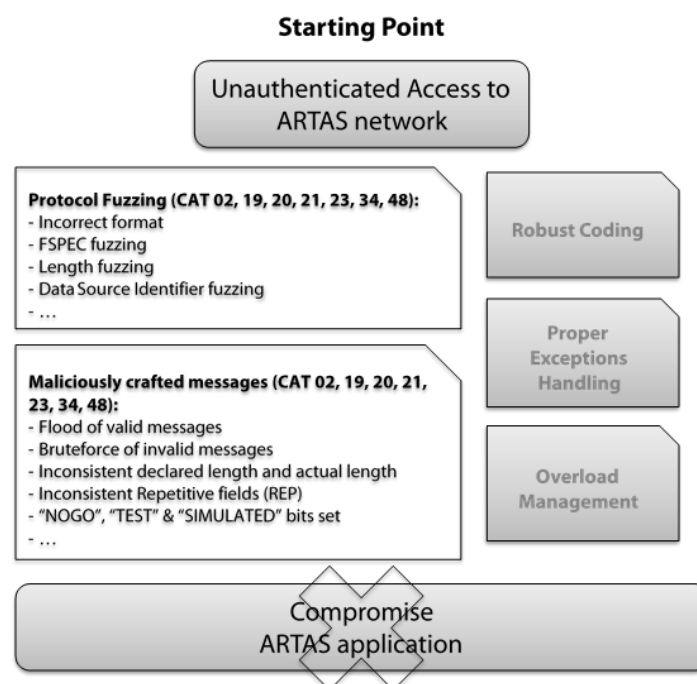 Starting Point
Unauthenticated Access to
ARTAS network
Protocol Fuzzing (CAT 02, 19, 20, 21, 23, 34, 48):
- Incorrect format
- FSPEC fuzzing
- Length fuzzing
- Data Source Identifier fuzzing
- …
Robust Coding
Proper
Exceptions
Handling
Maliciously crafted messages (CAT 02, 19, 20, 21,
23, 34, 48):
- Flood of valid messages
- Bruteforce of invalid messages
- Inconsistent declared length and actual length
- Inconsistent Repetitive fields (REP)
- “NOGO”, “TEST” & “SIMULATED” bits set
- …
Overload
Management
Compromise
ARTAS application